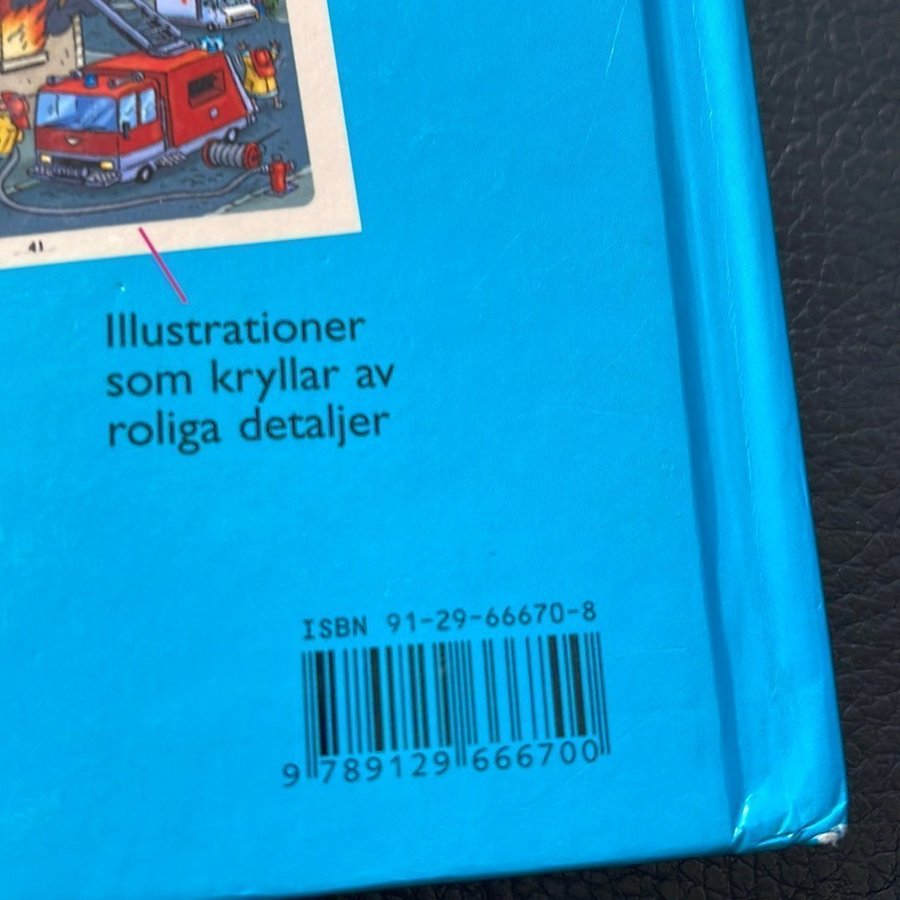 41
Illustrationer
som kryllar av
roliga detaljer
ISBN 91-29-66670-8
9 789129 666700